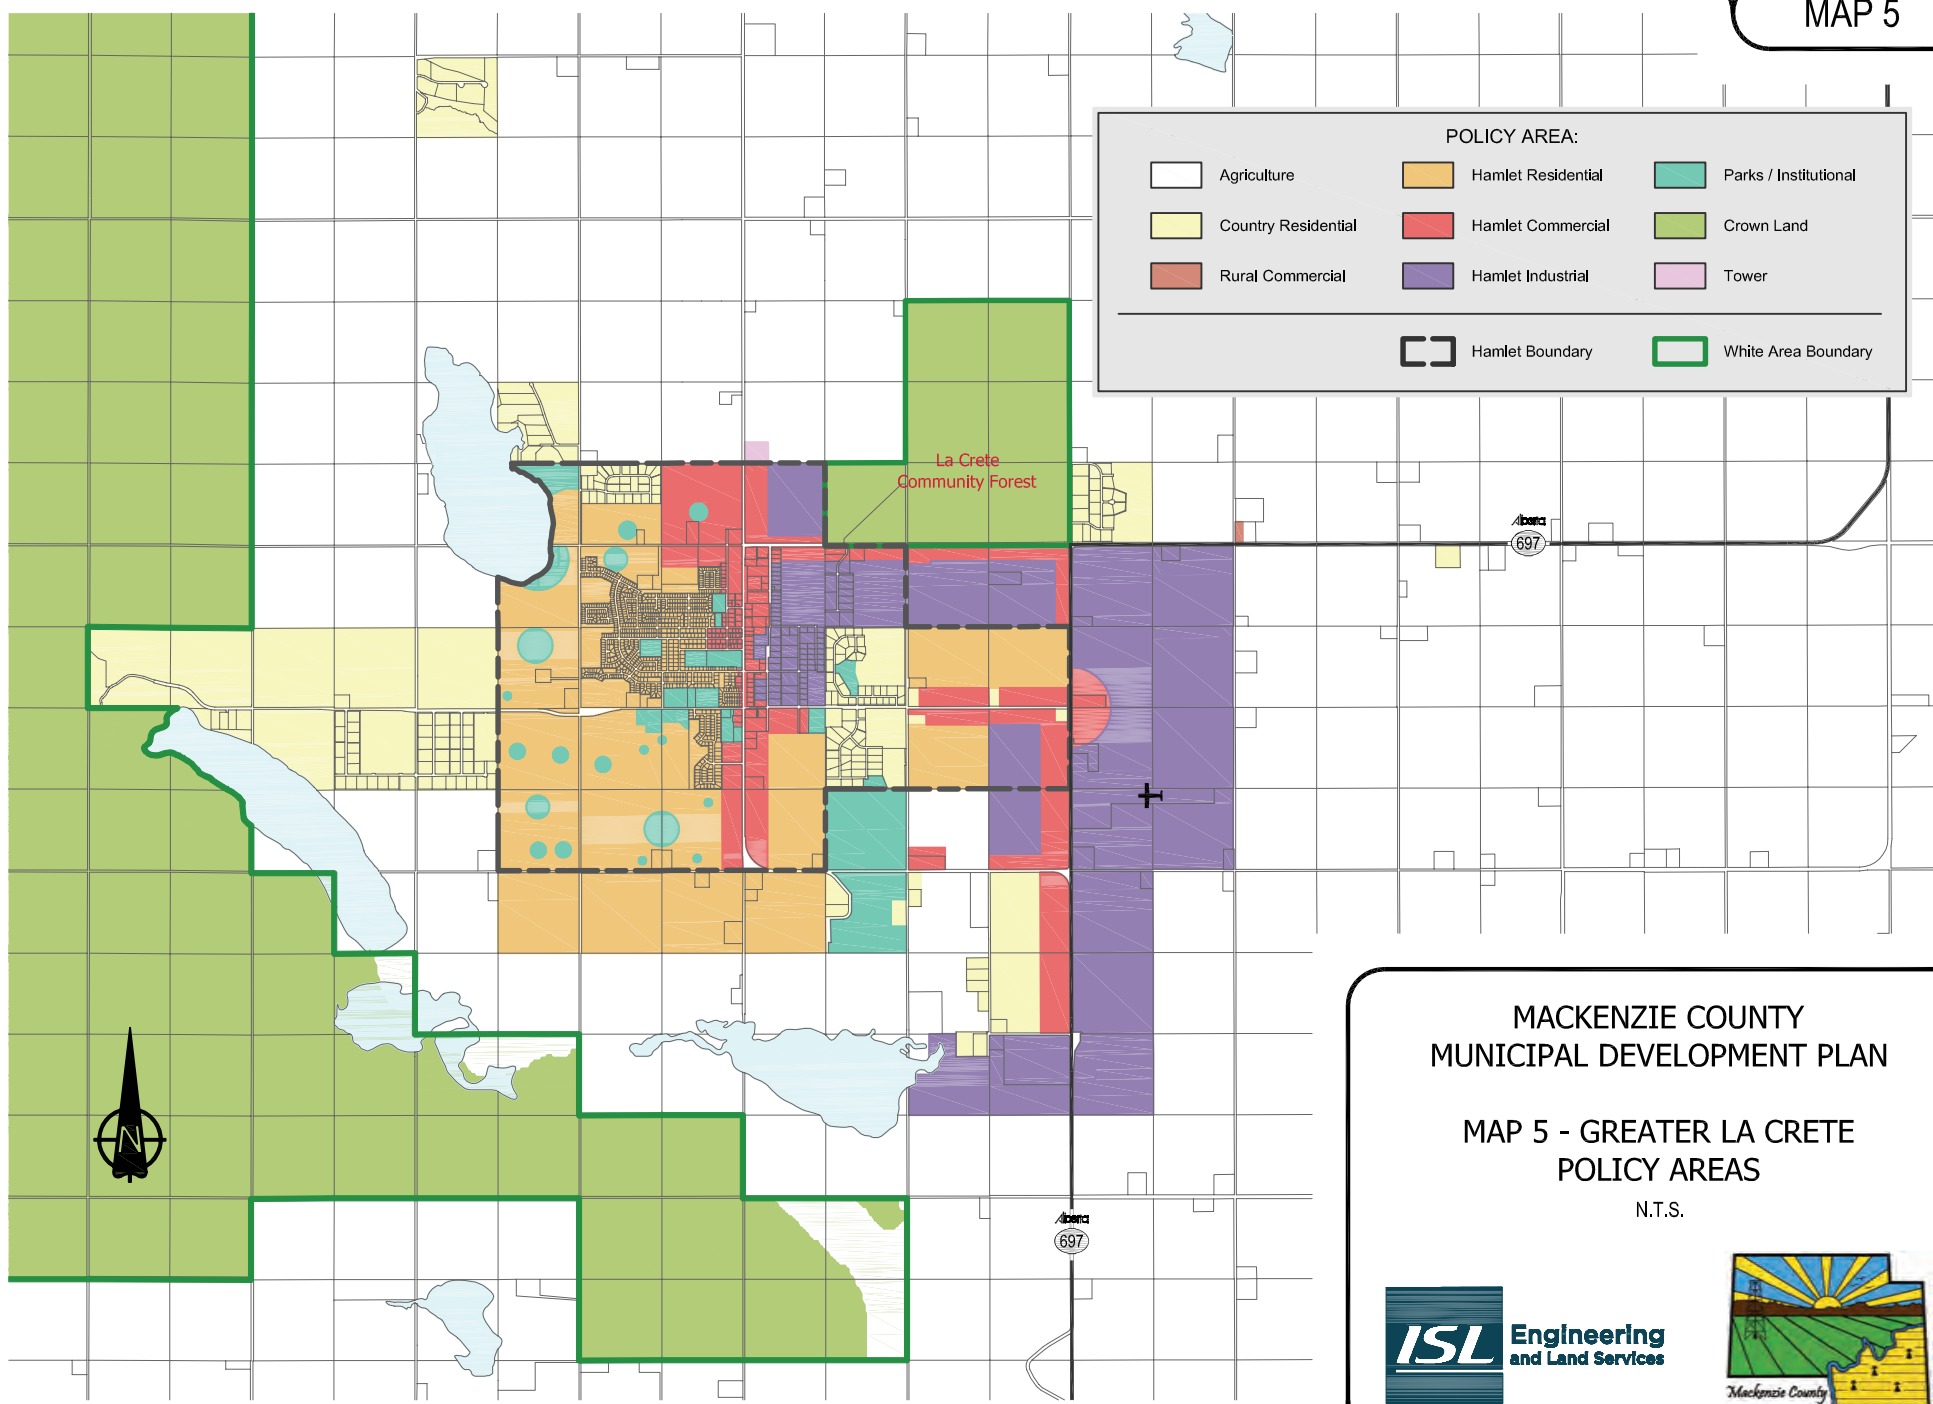 MAP 5
POLICY AREA:
Agriculture
Hamlet Residential
Parks / Institutional
Country Residential
Hamlet Commercial
Crown Land
Rural Commercial
Hamlet Industrial
Tower
Hamlet Boundary
White Area Boundary
La Crete
Community Forest
Alberta
697
MACKENZIE COUNTY
MUNICIPAL DEVELOPMENT PLAN
MAP 5 - GREATER LA CRETE
POLICY AREAS
N.T.S.
N
Alberta
697
ISL Engineering
and Land Services
Mackenzie County